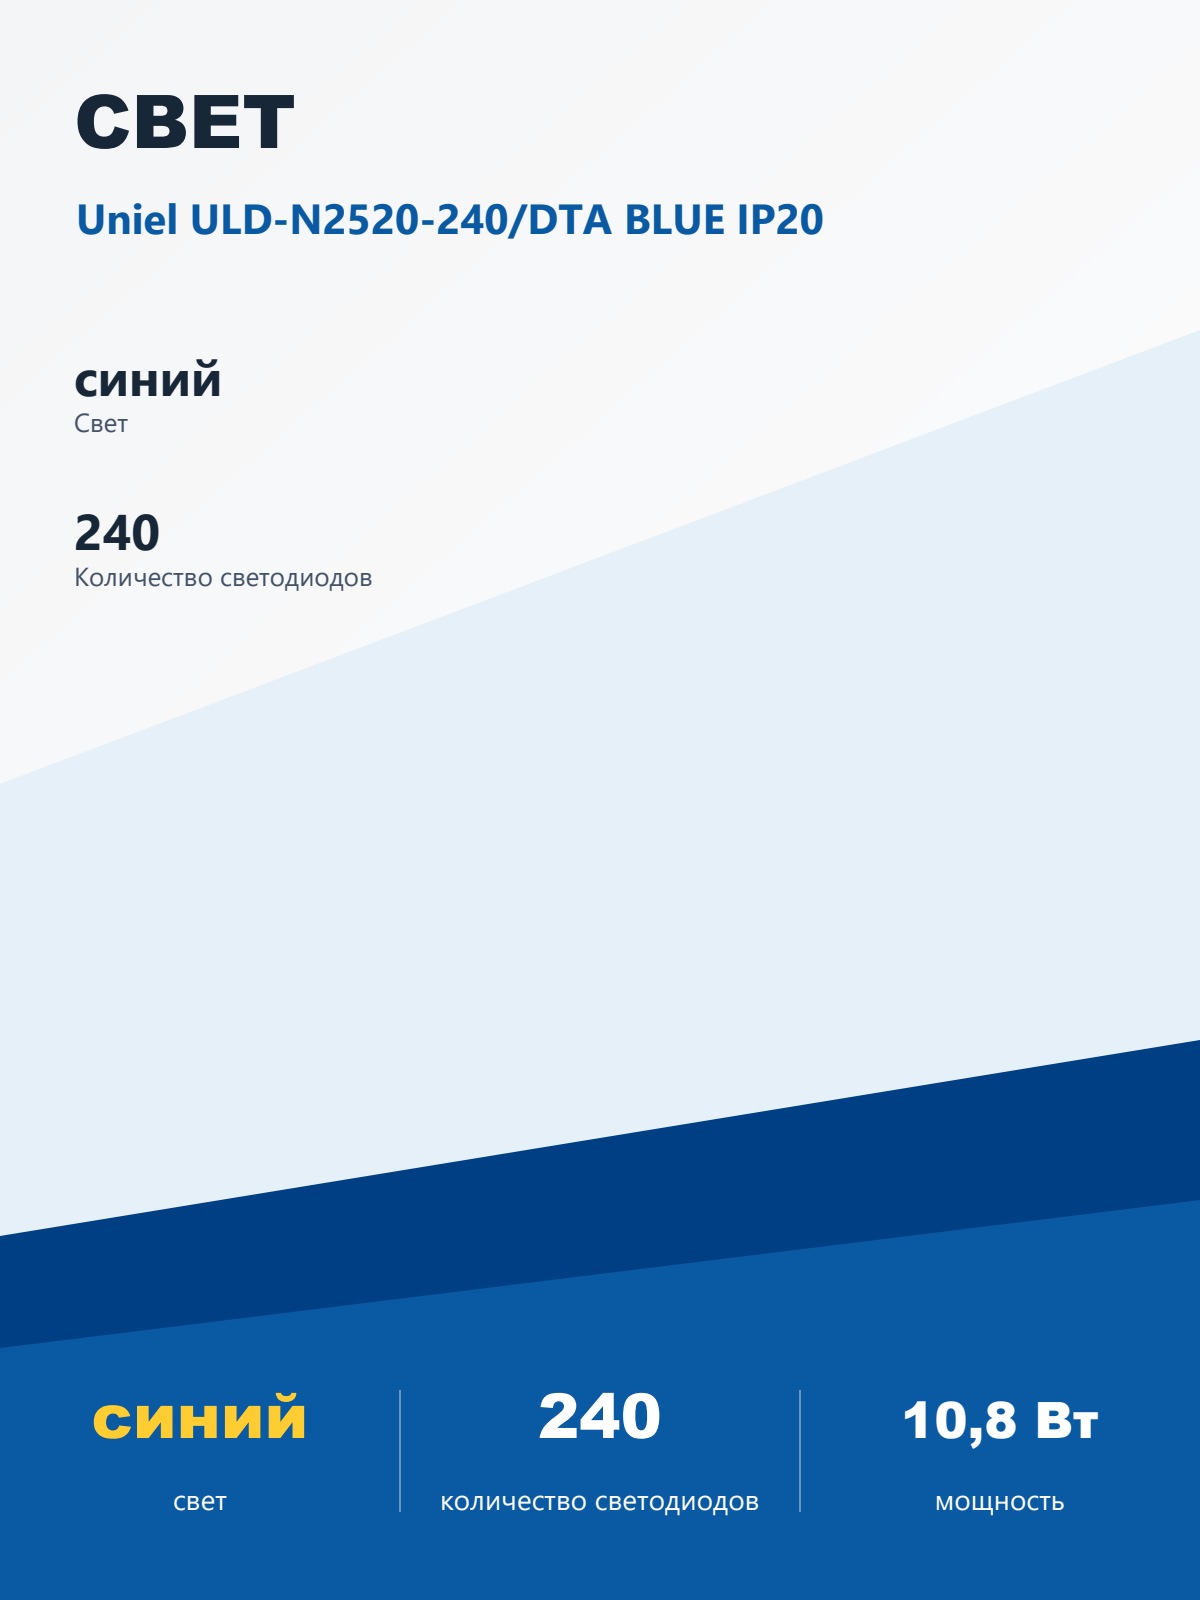 СВЕТ
Uniel ULD-N2520-240/DTA BLUE IP20
синий
Свет
240
Количество светодиодов
синий
свет
240
количество светодиодов
10,8 Вт
мощность